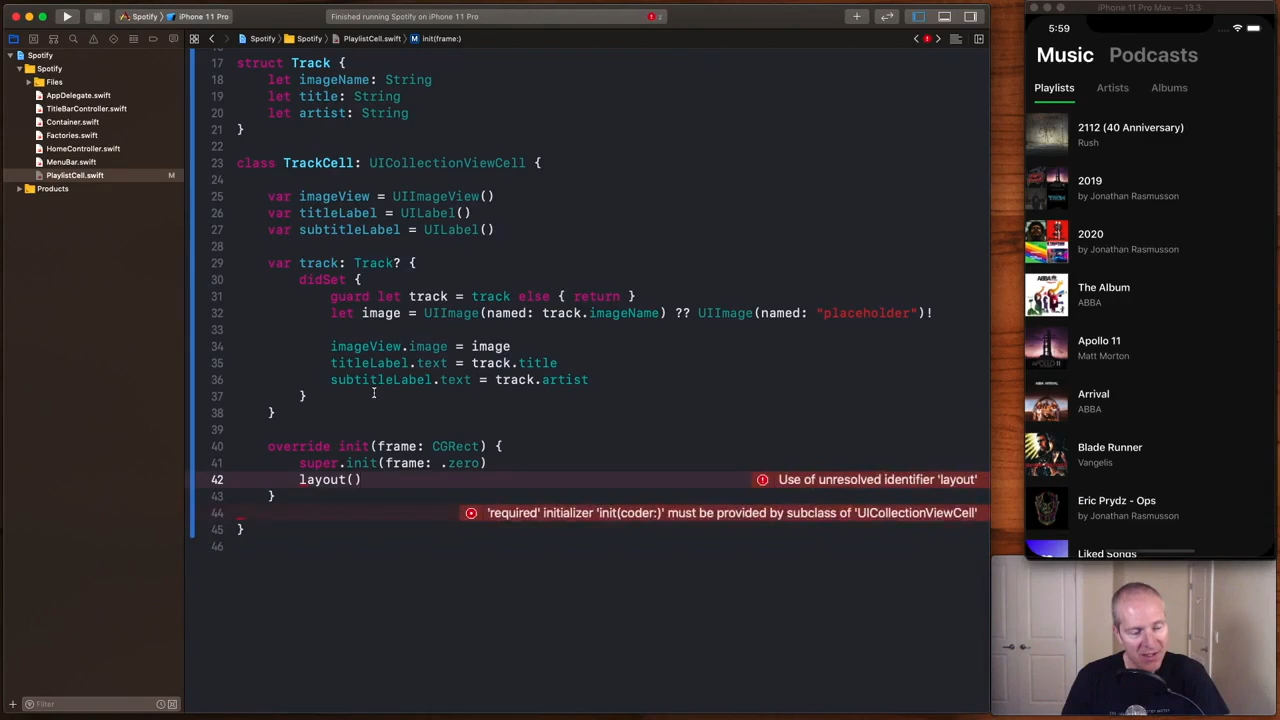 Spotify
iPhone 11 Pro
Finished running Spotify on iPhone 11 Pro
Spotify
Spotify
Files
AppDelegate.swift
TitleBarController.swift
Container.swift
Factories.swift
HomeController.swift
MenuBar.swift
PlaylistCell.swift
M
Products
Filter
Spotify
Spotify
PlaylistCell.swift
M
init(frame:)
17 struct Track {
18 let imageName: String
19 let title: String
20 let artist: String
21 }
22
23 class TrackCell: UICollectionViewCell {
24
25 var imageView = UIImageView()
26 var titleLabel = UILabel()
27 var subtitleLabel = UILabel()
28
29 var track: Track? {
30 didSet {
31 guard let track = track else { return }
32 let image = UIImage(named: track.imageName) ?? UIImage(named: "placeholder")!
33
34 imageView.image = image
35 titleLabel.text = track.title
36 subtitleLabel.text = track.artist
37 }
38 }
39
40 override init(frame: CGRect) {
41 super.init(frame: .zero)
42 layout()
Use of unresolved identifier 'layout'
43 }
44
'required' initializer 'init(coder:)' must be provided by subclass of 'UICollectionViewCell'
45 }
46
iPhone 11 Pro Max — 13.3
5:59
Music Podcasts
Playlists Artists Albums
2112 (40 Anniversary)
Rush
2019
by Jonathan Rasmusson
2020
by Jonathan Rasmusson
The Album
ABBA
Apollo 11
Matt Morton
Arrival
ABBA
Blade Runner
Vangelis
Eric Prydz - Ops
by Jonathan Rasmusson
Liked Songs